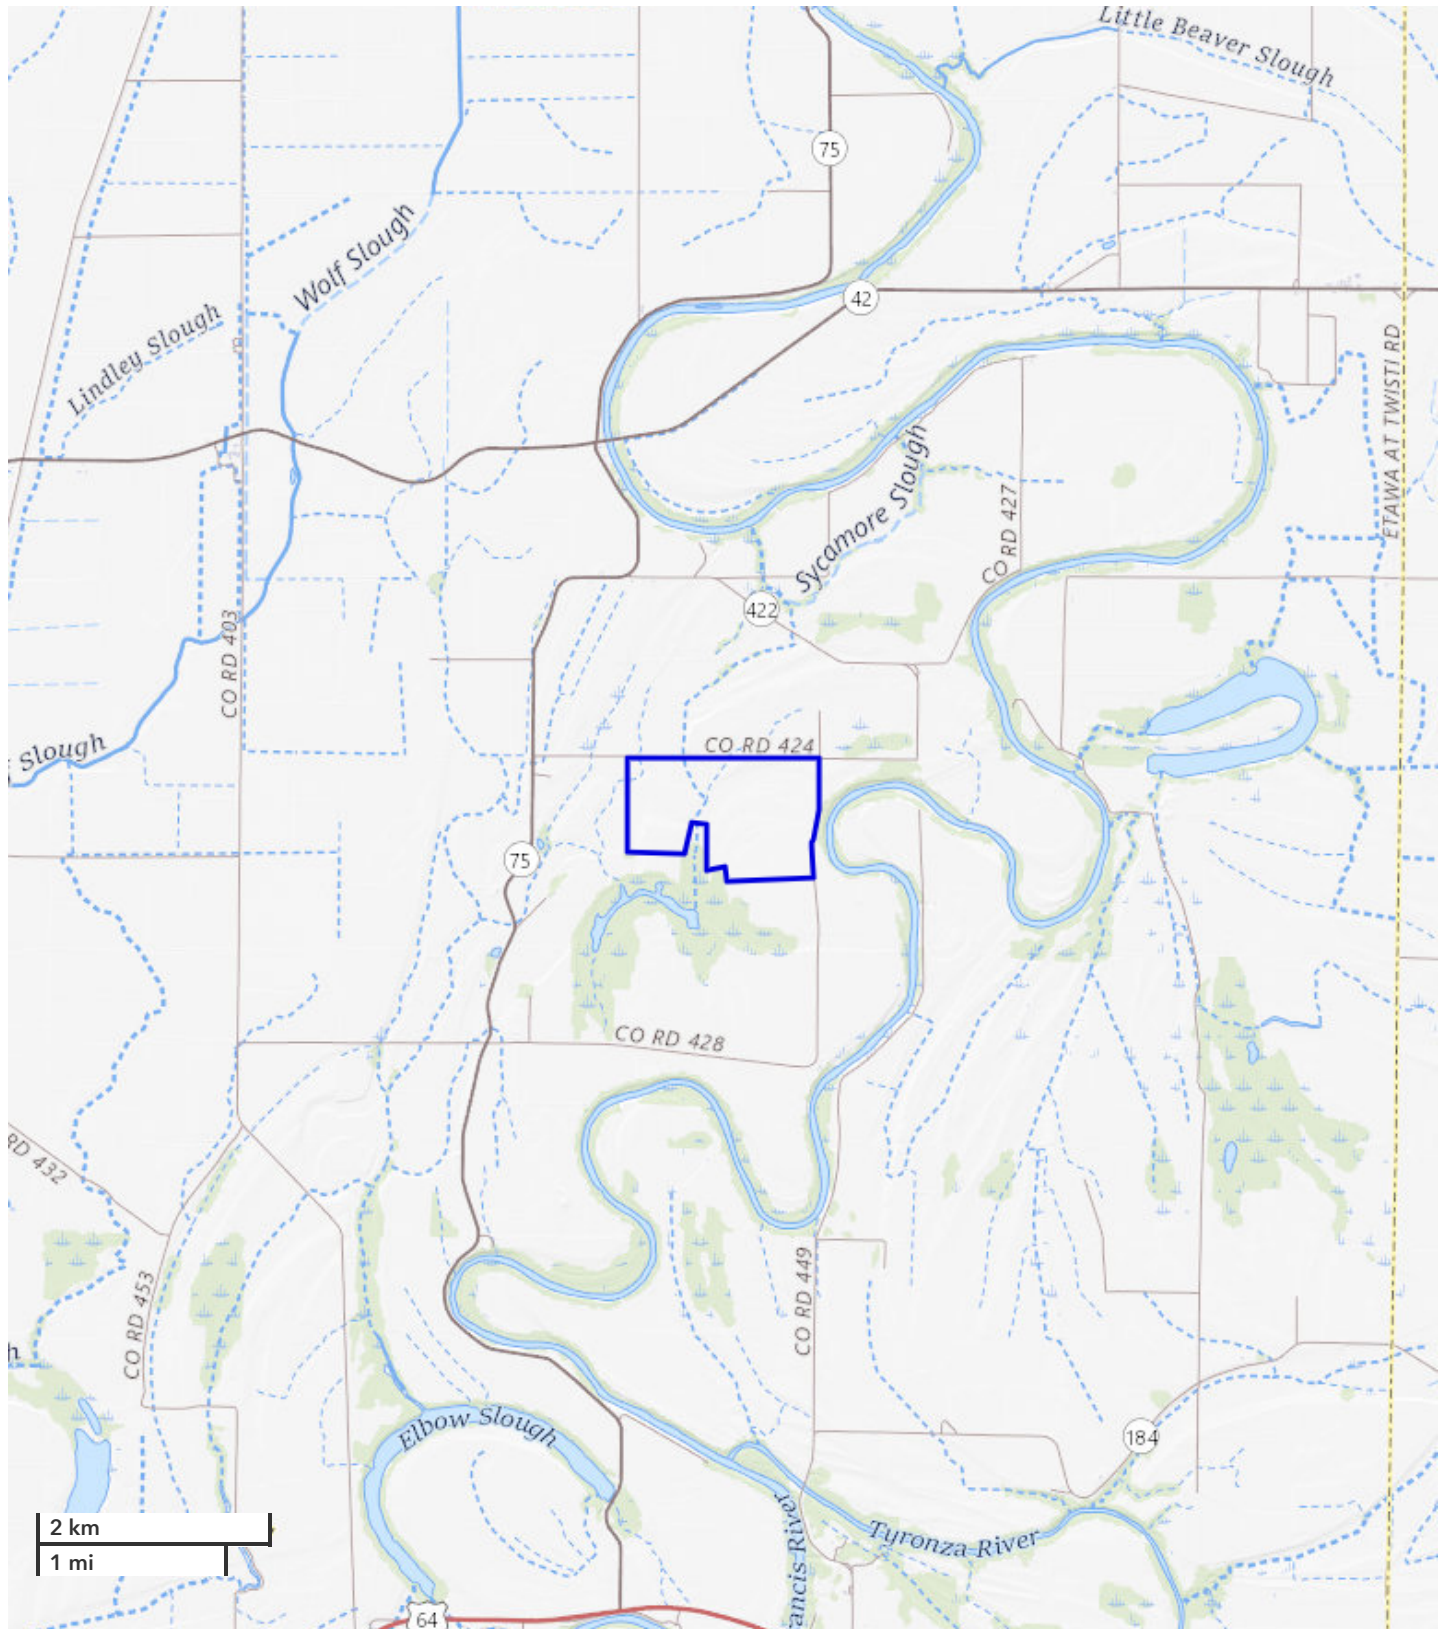 Little Beaver Slough
75
Wolf Slough
42
Lindley Slough
ETAWA AT TWISTI RD
Sycamore Slough
CO RD 427
422
CO RD 403
Slough
CO RD 424
75
CO RD 428
RD 432
CO RD 449
CO RD 453
h
Elbow Slough
184
ancis River
Tyronza River
2 km
1 mi
64